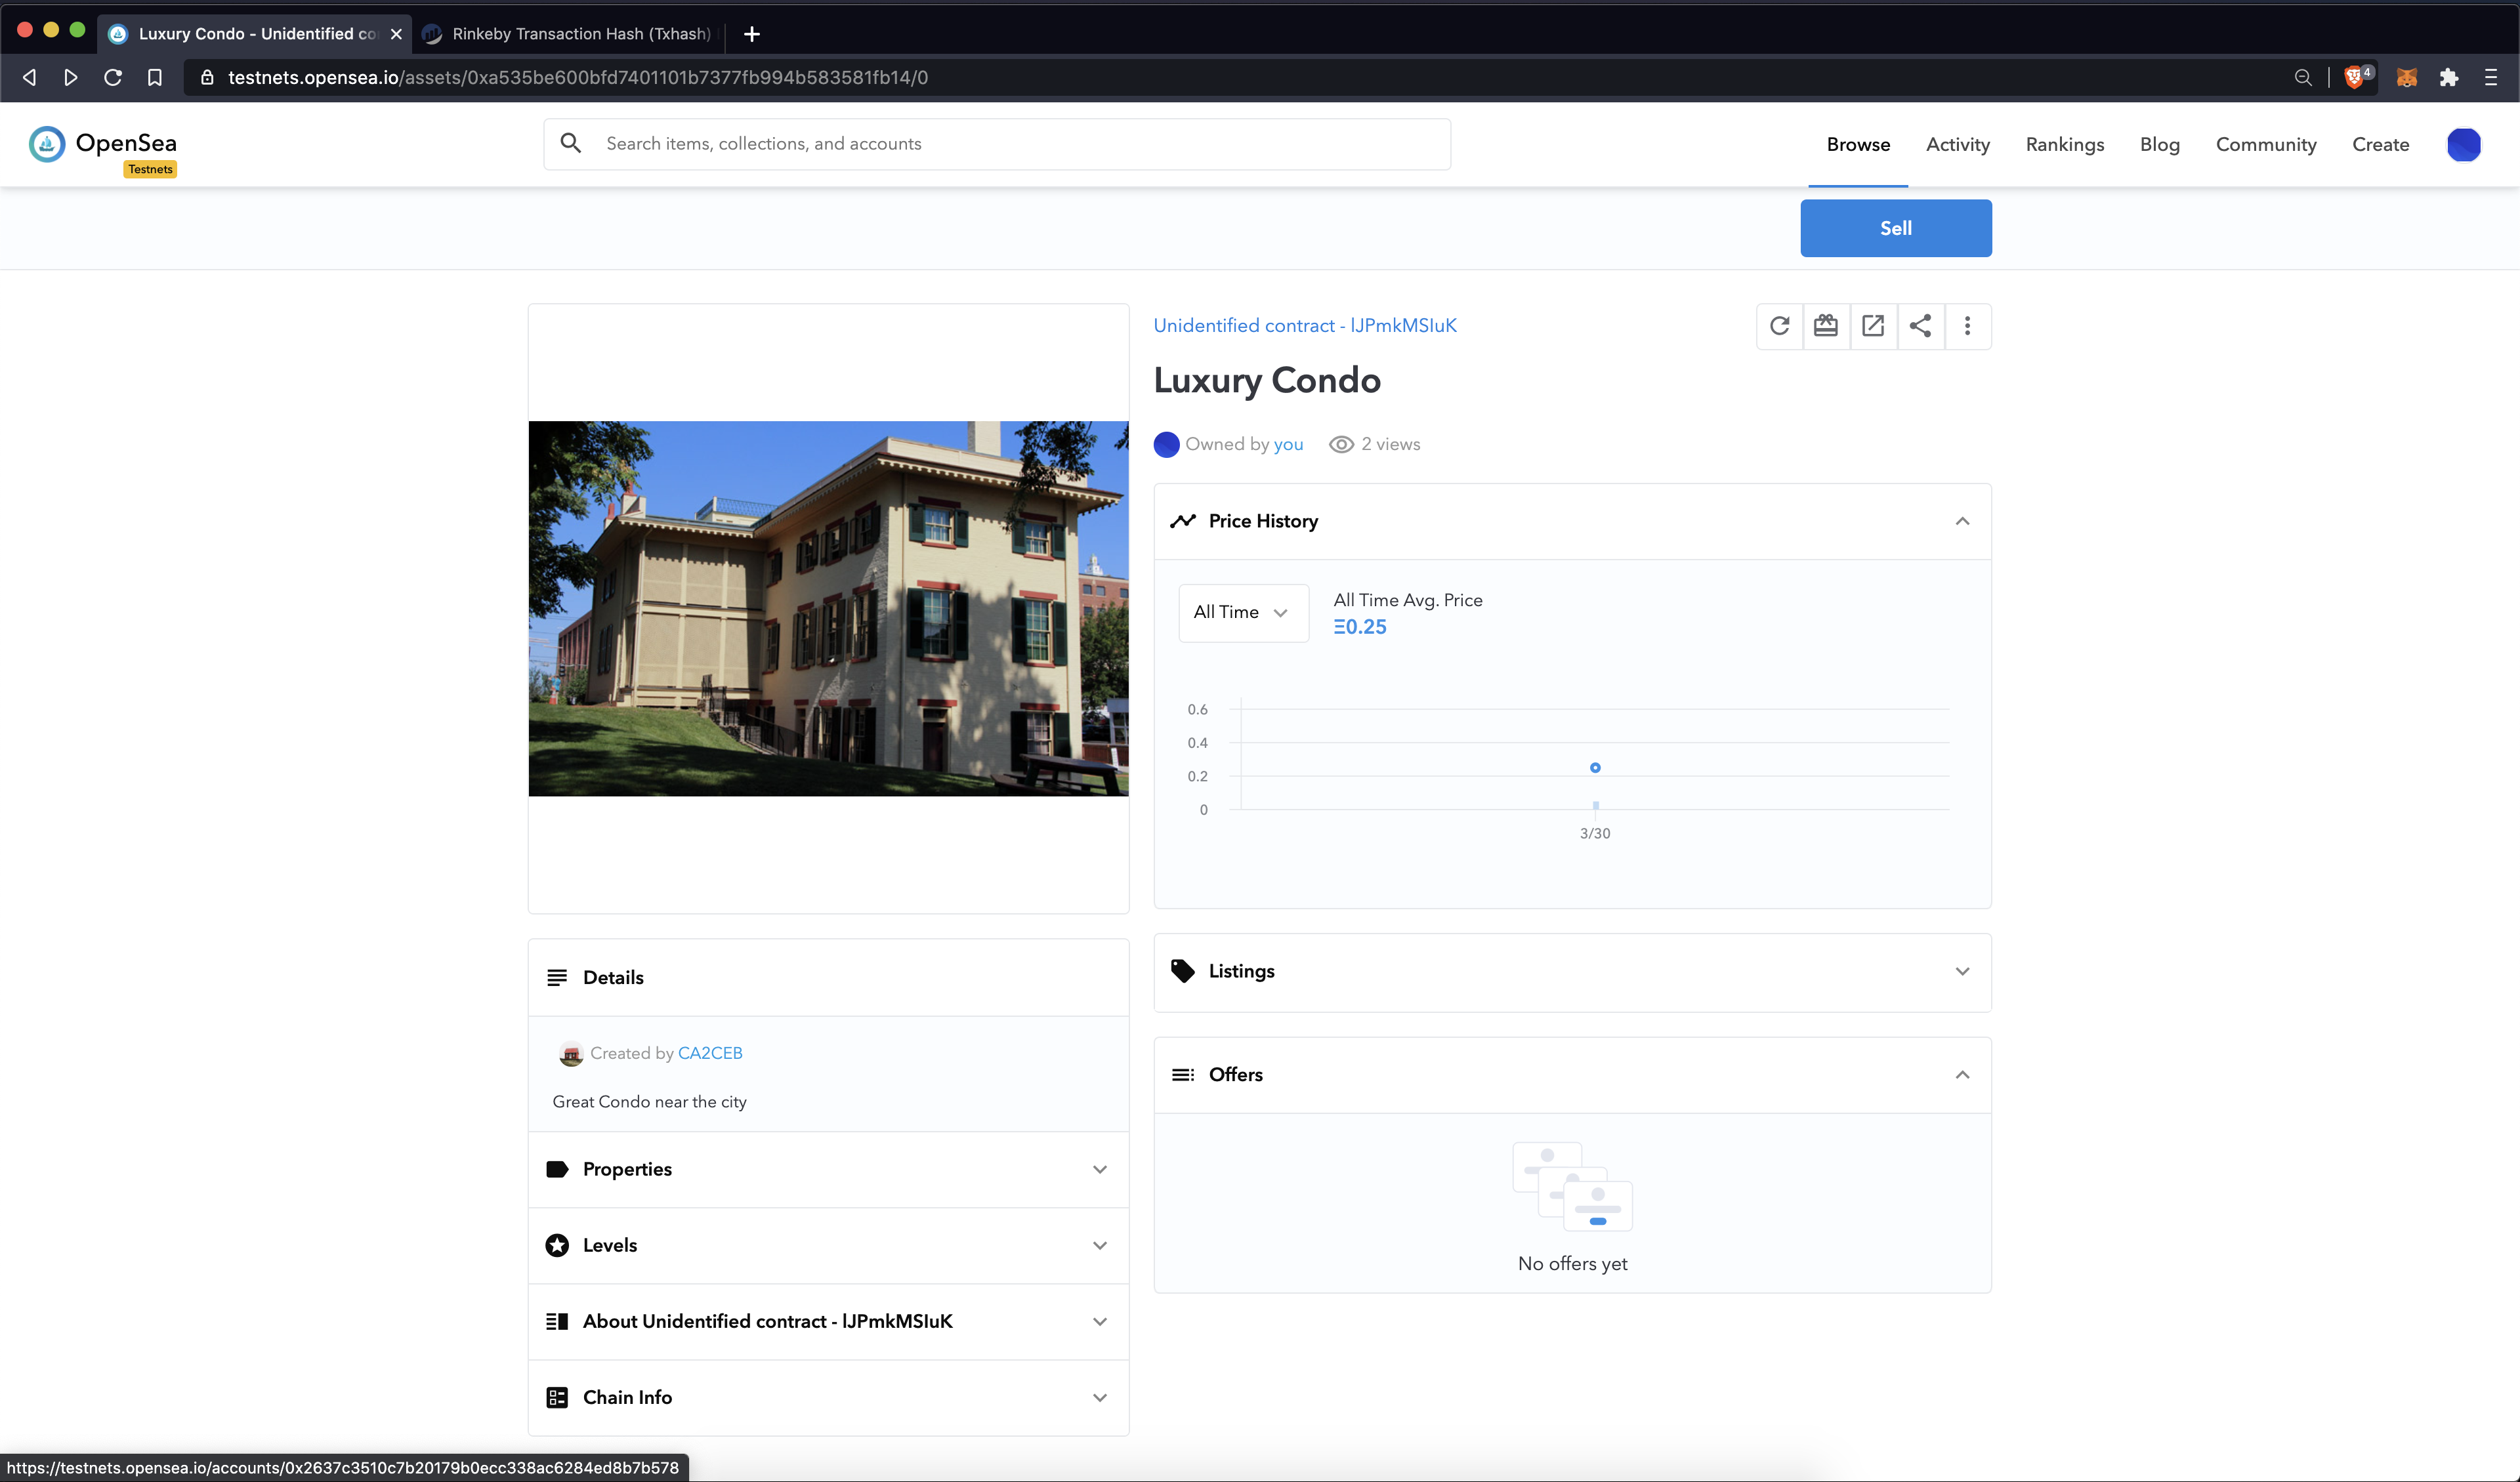 Luxury Condo - Unidentified co
Rinkeby Transaction Hash (Txhash)
testnets.opensea.io/assets/0xa535be600bfd7401101b7377fb994b583581fb14/0
4
OpenSea
Testnets
Search items, collections, and accounts
Browse
Activity
Rankings
Blog
Community
Create
Sell
Unidentified contract - lJPmkMSIuK
Luxury Condo
Owned by you
2 views
Price History
All Time
All Time Avg. Price
Ξ0.25
0.6
0.4
0.2
0
3/30
Listings
Offers
No offers yet
Details
Created by CA2CEB
Great Condo near the city
Properties
Levels
About Unidentified contract - lJPmkMSIuK
Chain Info
https://testnets.opensea.io/accounts/0x2637c3510c7b20179b0ecc338ac6284ed8b7b578